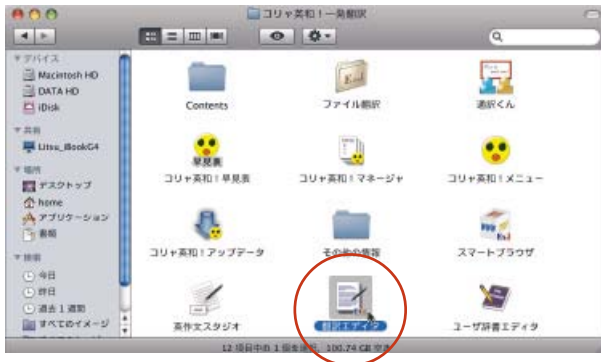 コリャ英和！一発翻訳
デバイス
Macintosh HD
DATA HD
iDisk
共有
Litsu_iBookG4
場所
デスクトップ
home
アプリケーション
書類
検索
今日
昨日
過去１週間
すべてのイメージ
Contents
ファイル翻訳
通訳くん
早見表
コリャ英和！早見表
コリャ英和！マネージャ
コリャ英和！メニュー
コリャ英和！アップデータ
その他の情報
スマートブラウザ
英作文スタジオ
翻訳エディタ
ユーザ辞書エディタ
12 項目中の 1 個を選択、100.74 GB 空き